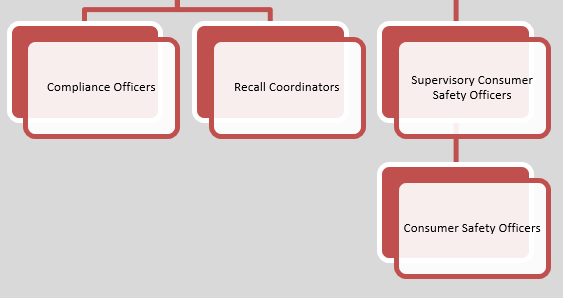 Compliance Officers
Recall Coordinators
Supervisory Consumer
Safety Officers
Consumer Safety Officers